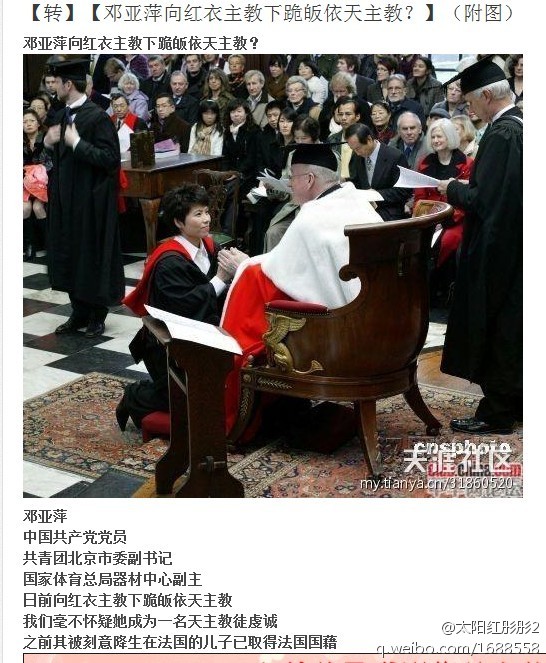 【转】【邓亚萍向红衣主教下跪皈依天主教？】（附图）
邓亚萍向红衣主教下跪皈依天主教？
cnsphoto
天涯社区
my.tianya.cn/31860520
邓亚萍
中国共产党党员
共青团北京市委副书记
国家体育总局器材中心副主
日前向红衣主教下跪皈依天主教
我们毫不怀疑她成为一名天主教徒虔诚
之前其被刻意降生在法国的儿子已取得法国国籍
@太阳红彤彤2
q.weibo.com/1688558